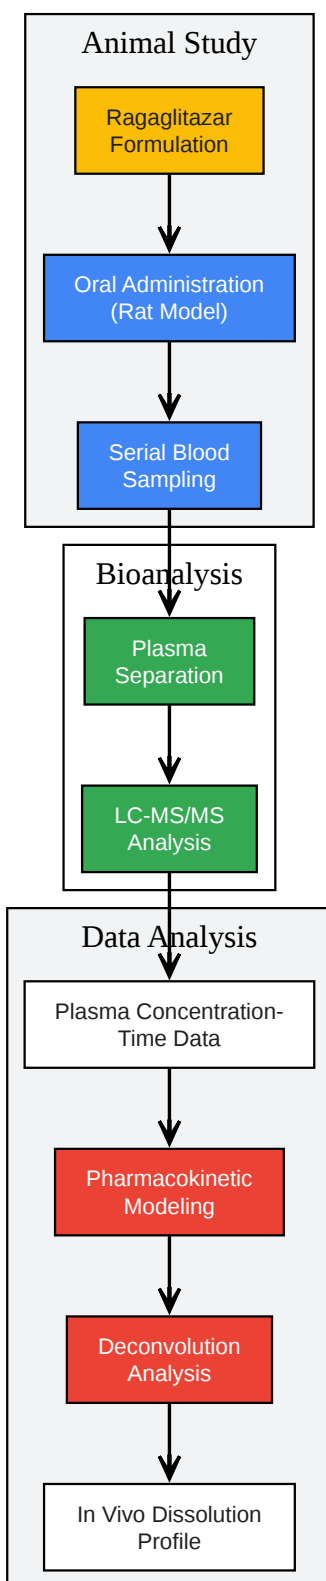 Animal Study
Ragaglitazar
Formulation
Oral Administration
(Rat Model)
Serial Blood
Sampling
Bioanalysis
Plasma
Separation
LC-MS/MS
Analysis
Data Analysis
Plasma Concentration-
Time Data
Pharmacokinetic
Modeling
Deconvolution
Analysis
In Vivo Dissolution
Profile